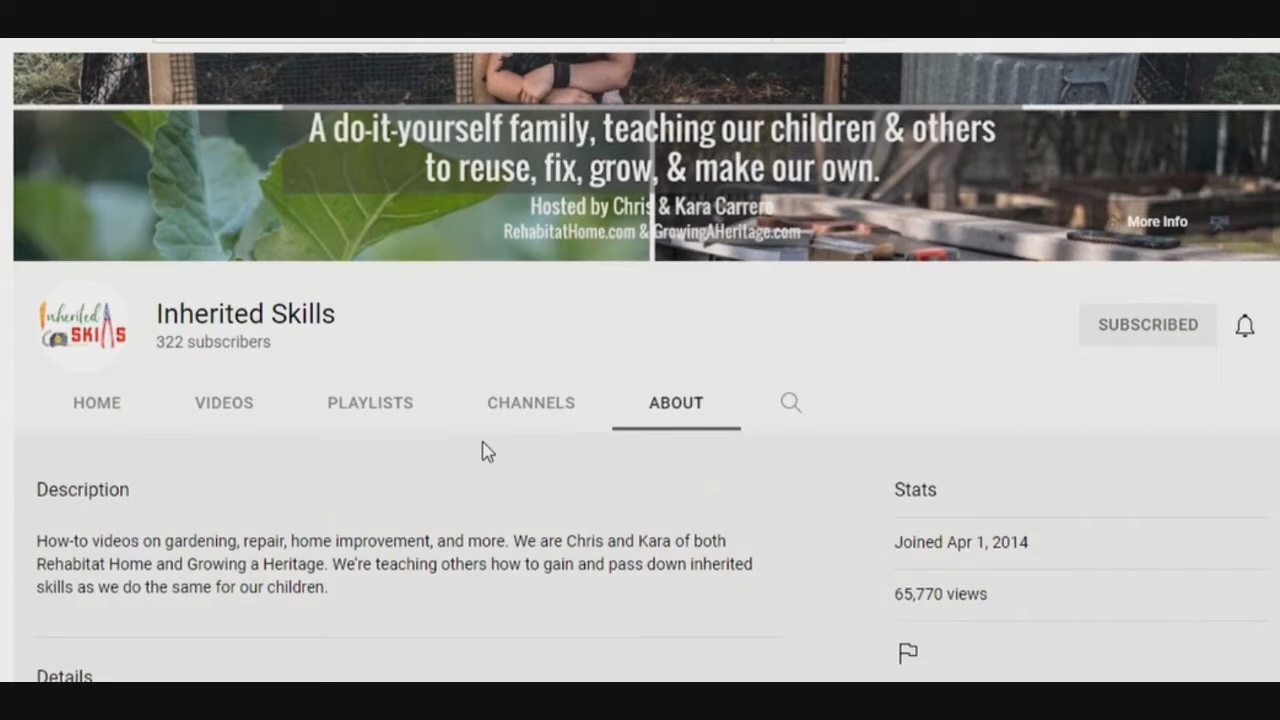 A do-it-yourself family, teaching our children & others
to reuse, fix, grow, & make our own.
Hosted by Chris & Kara Carrero
RehabitatHome.com & GrowingAHeritage.com
More Info
Inherited
SKILLS
Inherited Skills
322 subscribers
SUBSCRIBED
HOME VIDEOS PLAYLISTS CHANNELS ABOUT
Description
Stats
How-to videos on gardening, repair, home improvement, and more. We are Chris and Kara of both
Rehabitat Home and Growing a Heritage. We're teaching others how to gain and pass down inherited
skills as we do the same for our children.
Joined Apr 1, 2014
65,770 views
Details